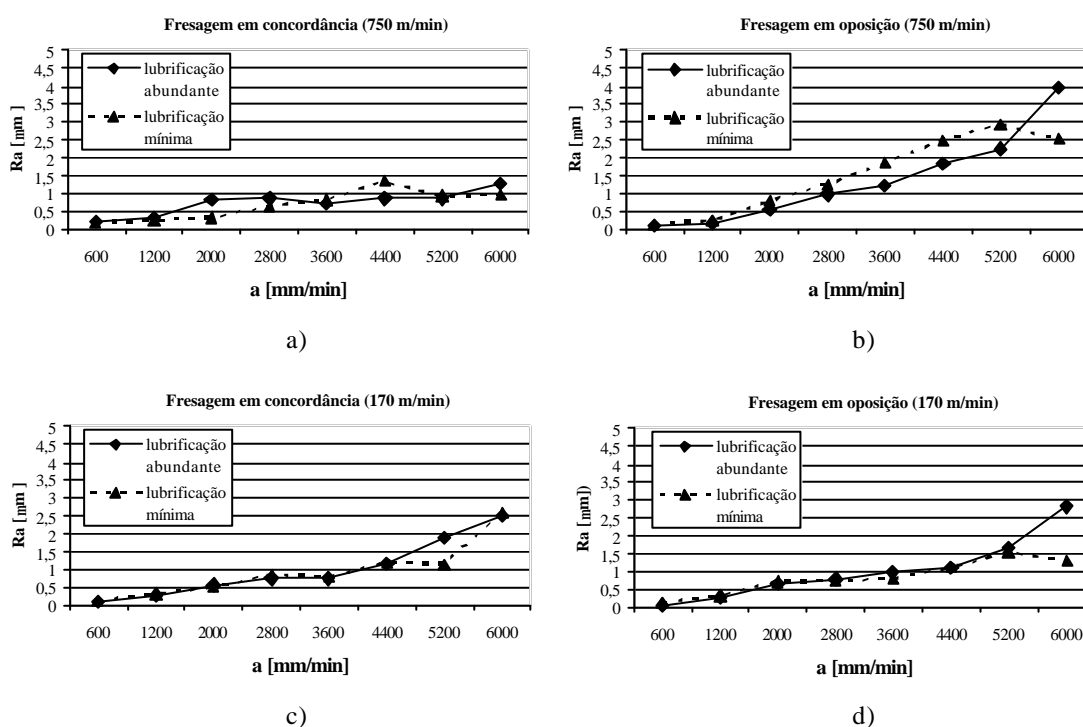 Fresagem em concordância (750 m/min)
5
4,5
4
3,5
3
2,5
2
1,5
1
0,5
0
Ra [μm]
lubrificação
abundante
lubrificação
mínima
600 1200 2000 2800 3600 4400 5200 6000
a [mm/min]
a)
Fresagem em oposição (750 m/min)
5
4,5
4
3,5
3
2,5
2
1,5
1
0,5
0
Ra [μm]
lubrificação
abundante
lubrificação
mínima
600 1200 2000 2800 3600 4400 5200 6000
a [mm/min]
b)
Fresagem em concordância (170 m/min)
5
4,5
4
3,5
3
2,5
2
1,5
1
0,5
0
Ra [μm]
lubrificação
abundante
lubrificação
mínima
600 1200 2000 2800 3600 4400 5200 6000
a [mm/min]
c)
Fresagem em oposição (170 m/min)
5
4,5
4
3,5
3
2,5
2
1,5
1
0,5
0
Ra [μm])
lubrificação
abundante
lubrificação
mínima
600 1200 2000 2800 3600 4400 5200 6000
a [mm/min]
d)